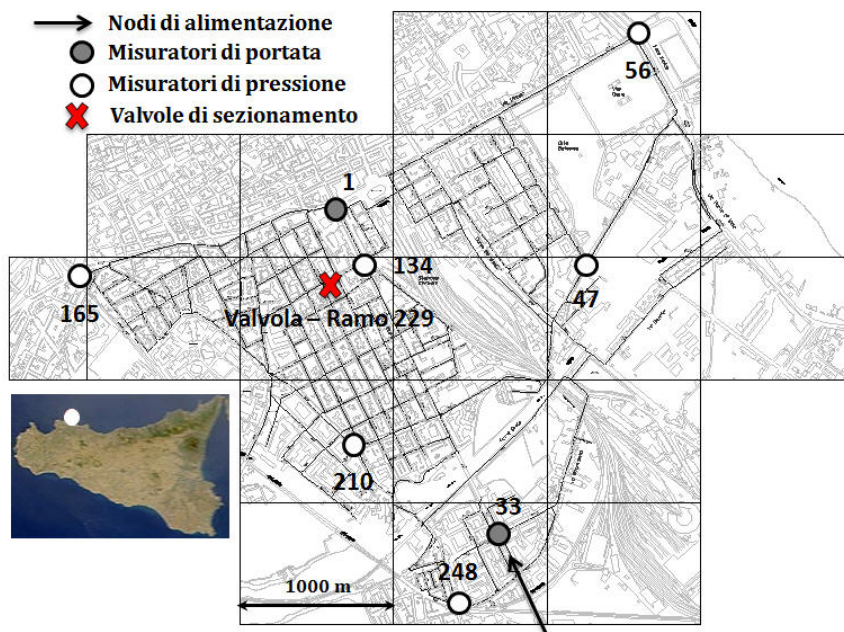 Nodi di alimentazione
Misuratori di portata
Misuratori di pressione
Valvole di sezionamento
56
1
134
47
165
Valvola – Ramo 229
210
33
248
1000 m